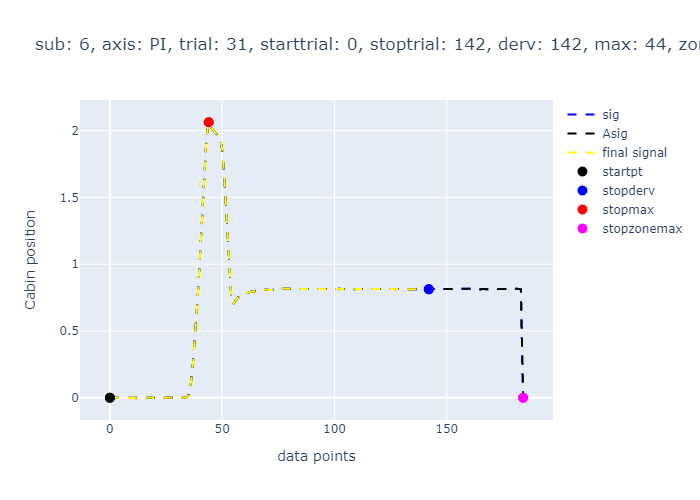 sub: 6, axis: PI, trial: 31, starttrial: 0, stoptrial: 142, derv: 142, max: 44, zo
sig
Asig
final signal
startpt
stopderv
stopmax
stopzonemax
2
1.5
1
0.5
0
Cabin position
0
50
100
150
data points